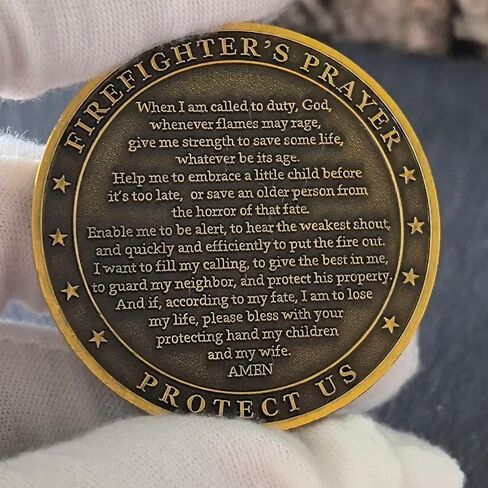 FIREFIGHTER'S PRAYER
When I am called to duty, God,
whenever flames may rage,
give me strength to save some life,
whatever be its age.
Help me to embrace a little child before
it's too late, or save an older person from
the horror of that fate.
Enable me to be alert, to hear the weakest shout,
and quickly and efficiently to put the fire out.
I want to fill my calling, to give the best in me,
to guard my neighbor, and protect his property.
And if, according to my fate, I am to lose
my life, please bless with your
protecting hand my children
and my wife.
AMEN
PROTECT US